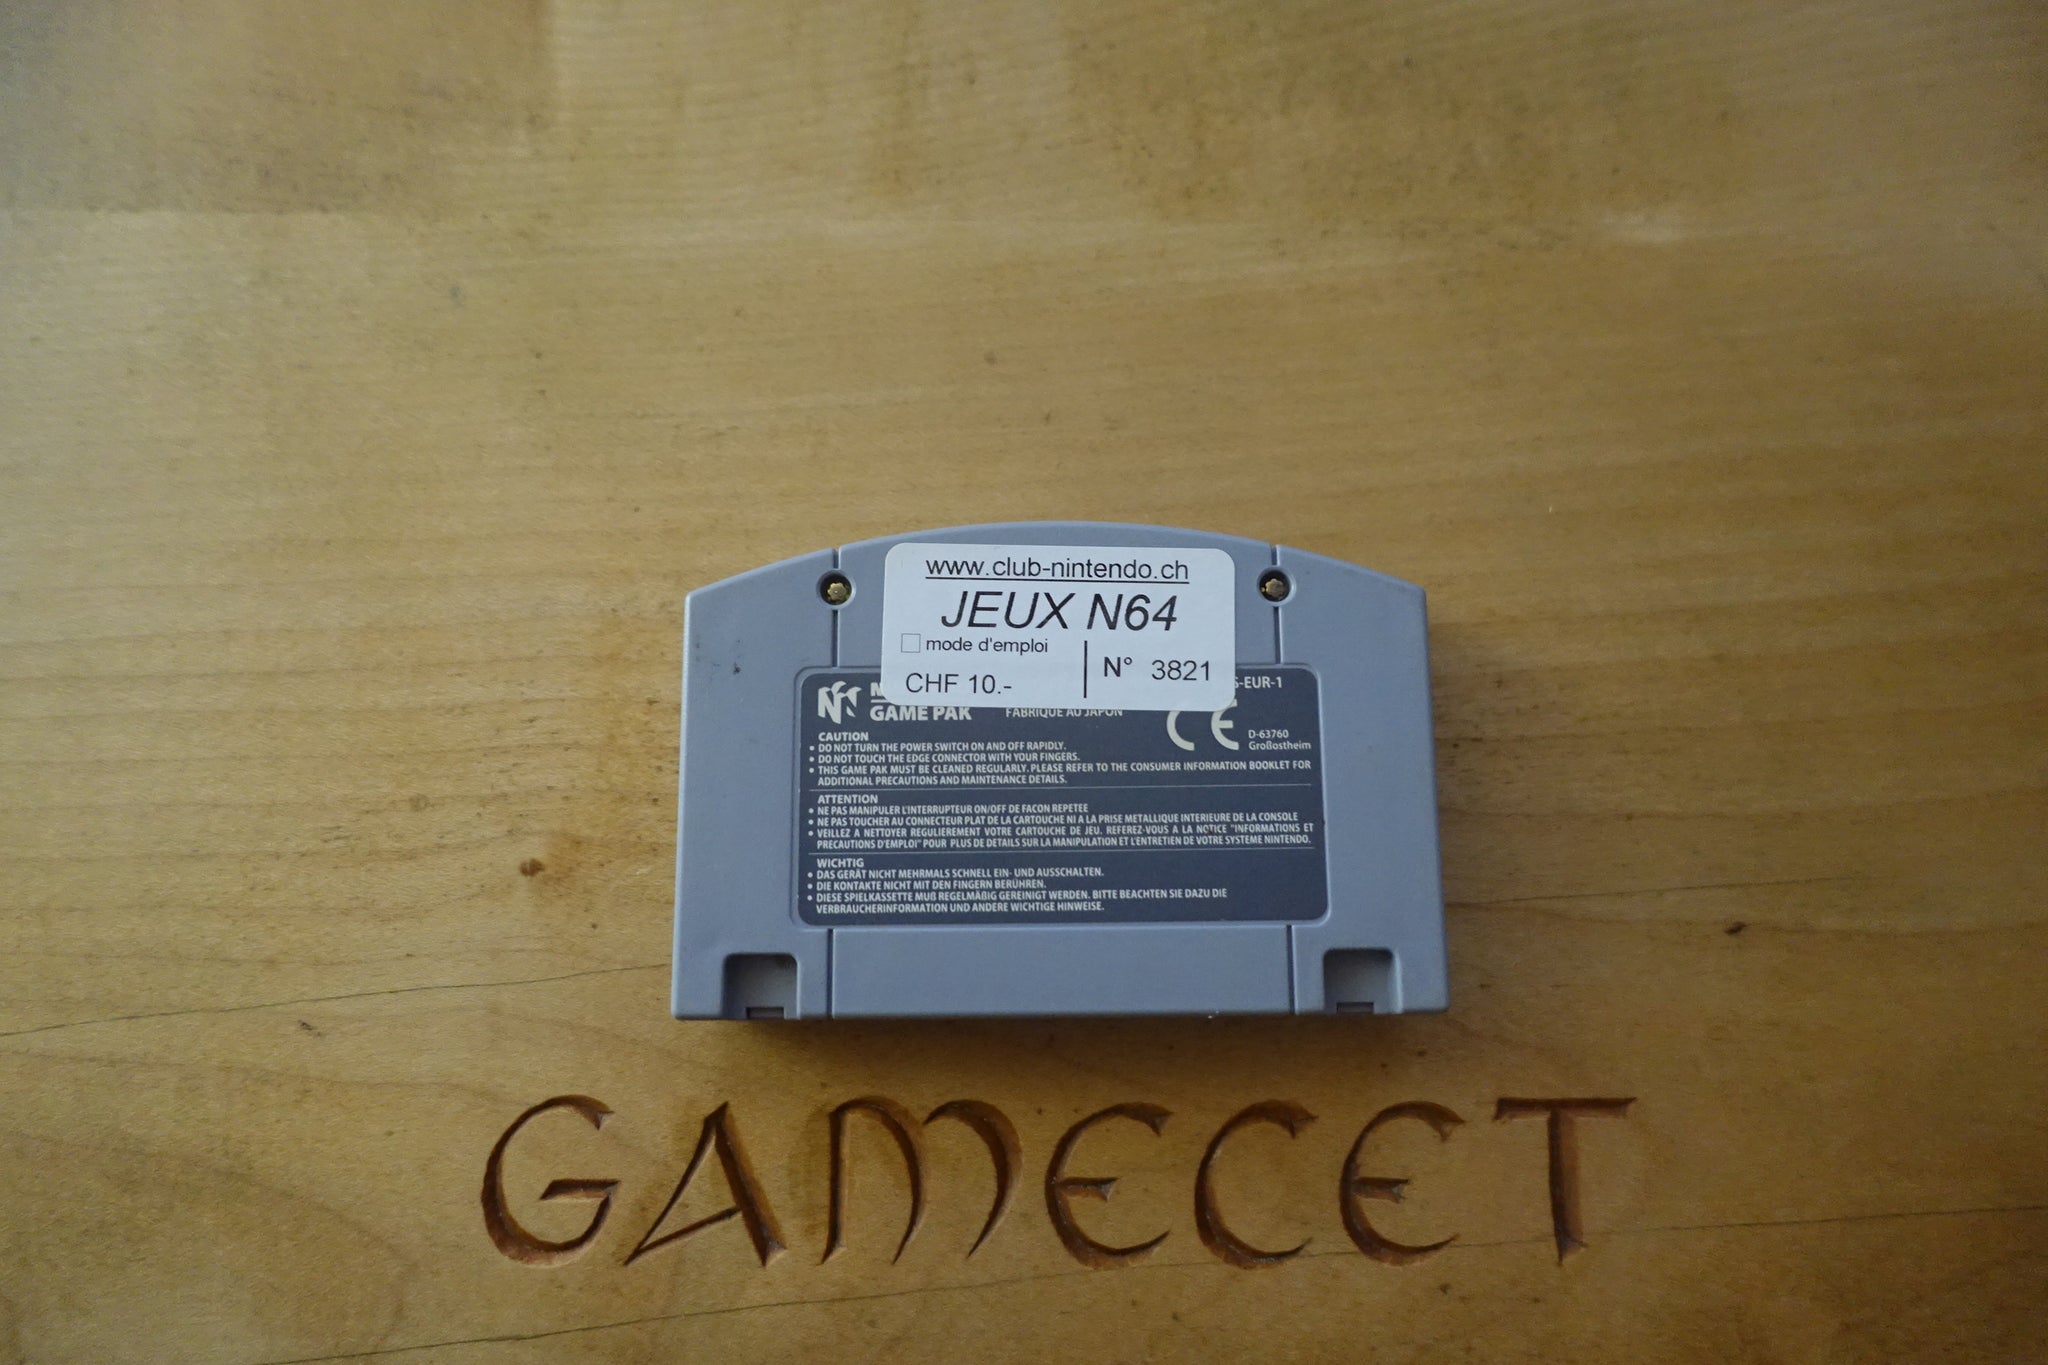 www.club-nintendo.ch
JEUX N64
mode d'emploi
CHF 10.-
N° 3821
-EUR-1
GAME PAK
FABRIQUÉ AU JAPON
CE
D-63760
Großostheim
CAUTION
• DO NOT TURN THE POWER SWITCH ON AND OFF RAPIDLY.
• DO NOT TOUCH THE EDGE CONNECTOR WITH YOUR FINGERS.
• THIS GAME PAK MUST BE CLEANED REGULARLY. PLEASE REFER TO THE CONSUMER INFORMATION BOOKLET FOR
ADDITIONAL PRECAUTIONS AND MAINTENANCE DETAILS.
ATTENTION
• NE PAS MANIPULER L'INTERRUPTEUR ON/OFF DE FACON REPETEE
• NE PAS TOUCHER AU CONNECTEUR PLAT DE LA CARTOUCHE NI A LA PRISE METALLIQUE INTERIEURE DE LA CONSOLE
• VEILLEZ A NETTOYER REGULIEREMENT VOTRE CARTOUCHE DE JEU. REFEREZ-VOUS A LA NOTICE "INFORMATIONS ET
PRECAUTIONS D'EMPLOI" POUR PLUS DE DETAILS SUR LA MANIPULATION ET L'ENTRETIEN DE VOTRE SYSTEME NINTENDO.
WICHTIG
• DAS GERÄT NICHT MEHRMALS SCHNELL EIN- UND AUSSCHALTEN.
• DIE KONTAKTE NICHT MIT DEN FINGERN BERÜHREN.
• DIESE SPIELKASSETTE MUß REGELMÄßIG GEREINIGT WERDEN. BITTE BEACHTEN SIE DAZU DIE
VERBRAUCHERINFORMATION UND ANDERE WICHTIGE HINWEISE.
GAMECET